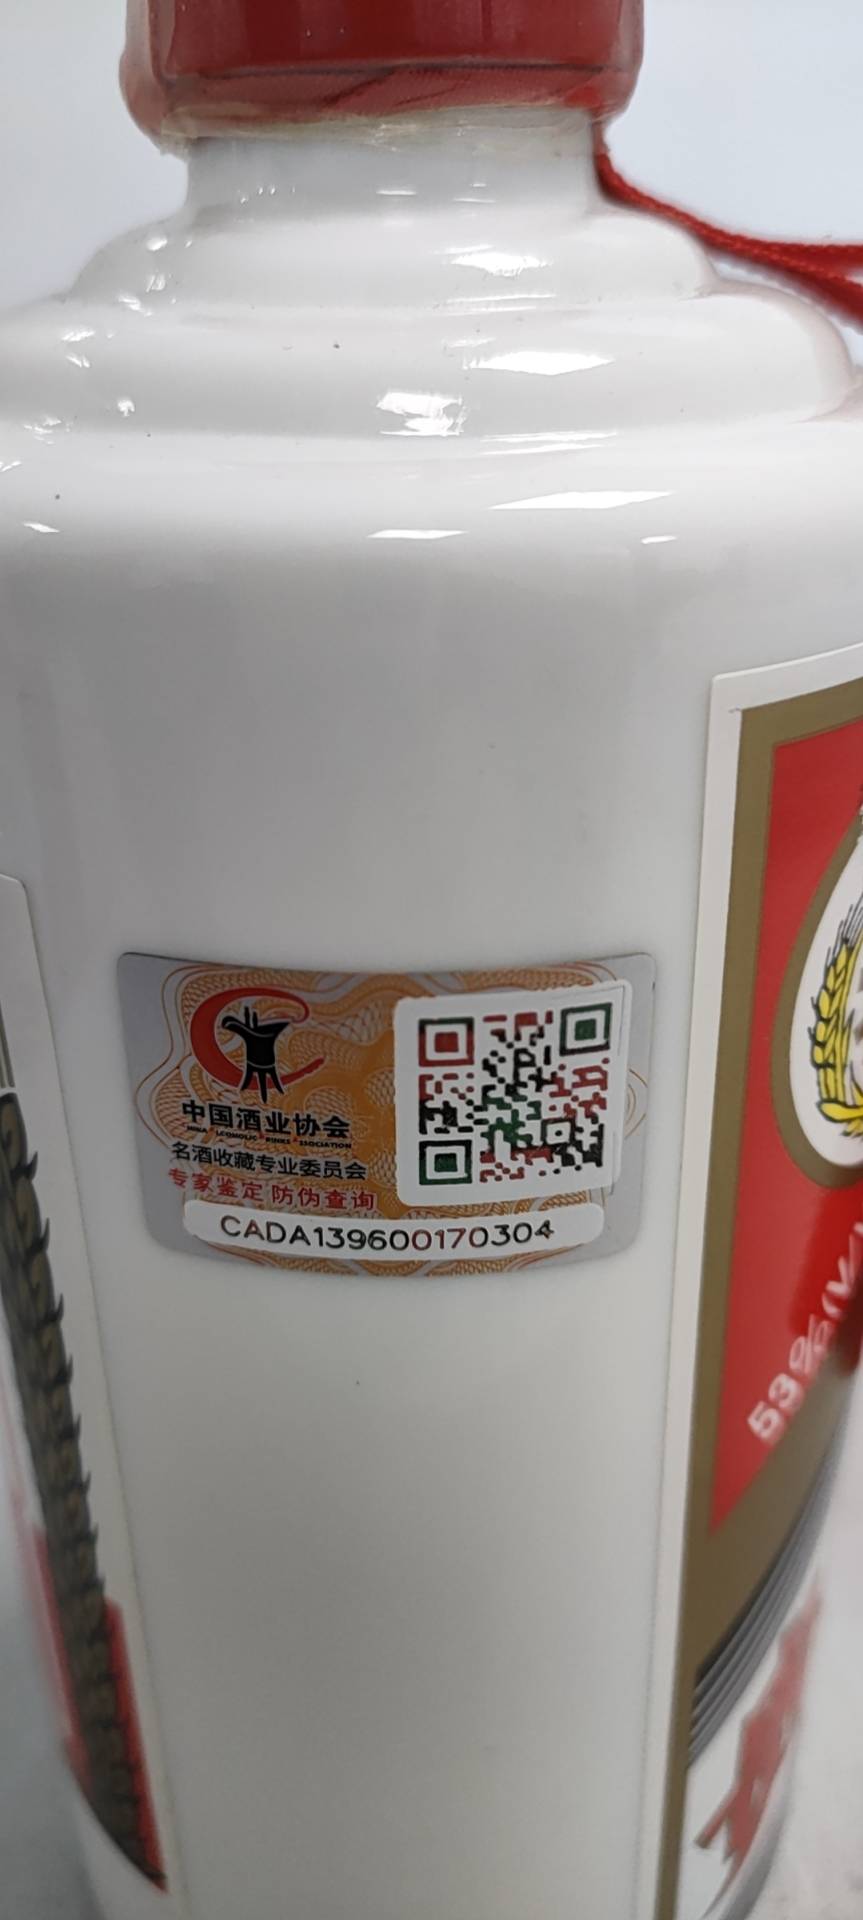 中国酒业协会
名酒收藏专业委员会
专家鉴定 防伪查询
CADA139600170304
53%(V/